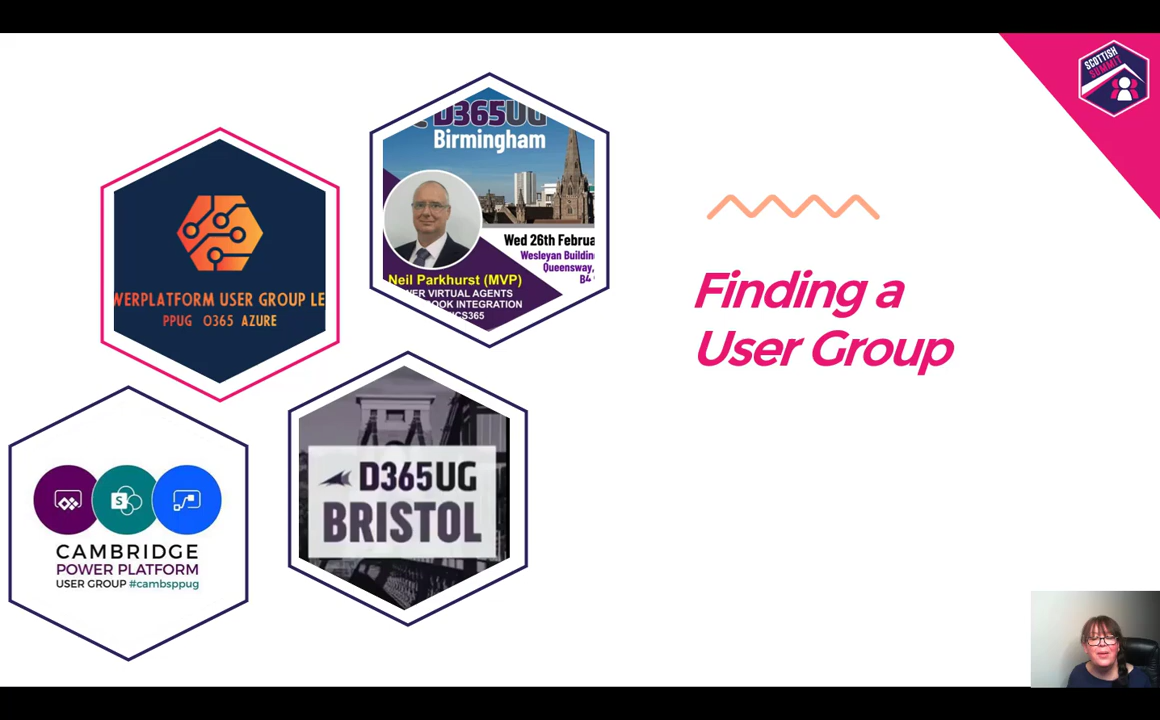 SCOTTISH
SUMMIT
D365UG
Birmingham
Wed 26th Februa
Wesleyan Buildin
Queensway,
B4
Neil Parkhurst (MVP)
WER VIRTUAL AGENTS
OOK INTEGRATION
ICS365
WERPLATFORM USER GROUP LE
PPUG O365 AZURE
Finding a
User Group
D365UG
BRISTOL
S
CAMBRIDGE
POWER PLATFORM
USER GROUP #cambsppug